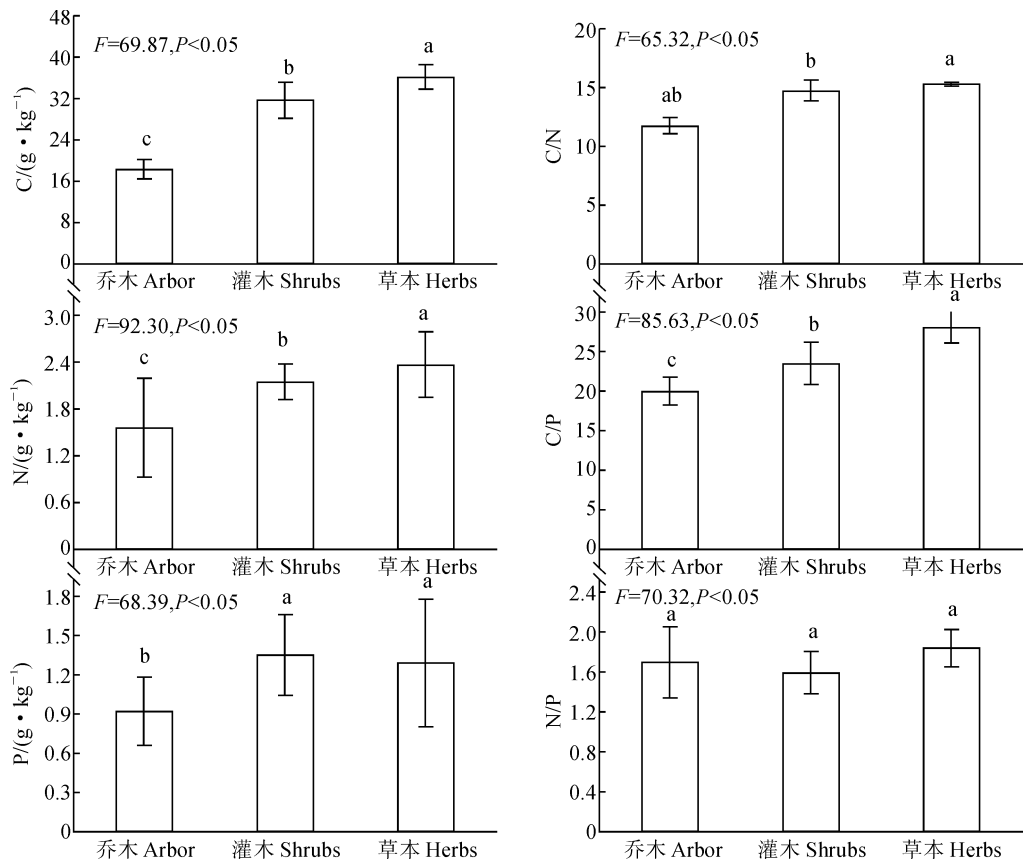 48
40
32
24
16
8
0
C/(g•kg⁻¹)
F=69.87,P<0.05
c
b
a
乔木 Arbor 灌木 Shrubs 草本 Herbs
20
15
10
5
0
C/N
F=65.32,P<0.05
ab
b
a
乔木 Arbor 灌木 Shrubs 草本 Herbs
3.0
2.4
1.8
1.2
0.6
0
N/(g•kg⁻¹)
F=92.30,P<0.05
c
b
a
乔木 Arbor 灌木 Shrubs 草本 Herbs
30
25
20
15
10
5
0
C/P
F=85.63,P<0.05
c
b
a
乔木 Arbor 灌木 Shrubs 草本 Herbs
1.8
1.5
1.2
0.9
0.6
0.3
0
P/(g•kg⁻¹)
F=68.39,P<0.05
b
a
a
乔木 Arbor 灌木 Shrubs 草本 Herbs
2.4
2.0
1.6
1.2
0.8
0.4
0
N/P
F=70.32,P<0.05
a
a
a
乔木 Arbor 灌木 Shrubs 草本 Herbs